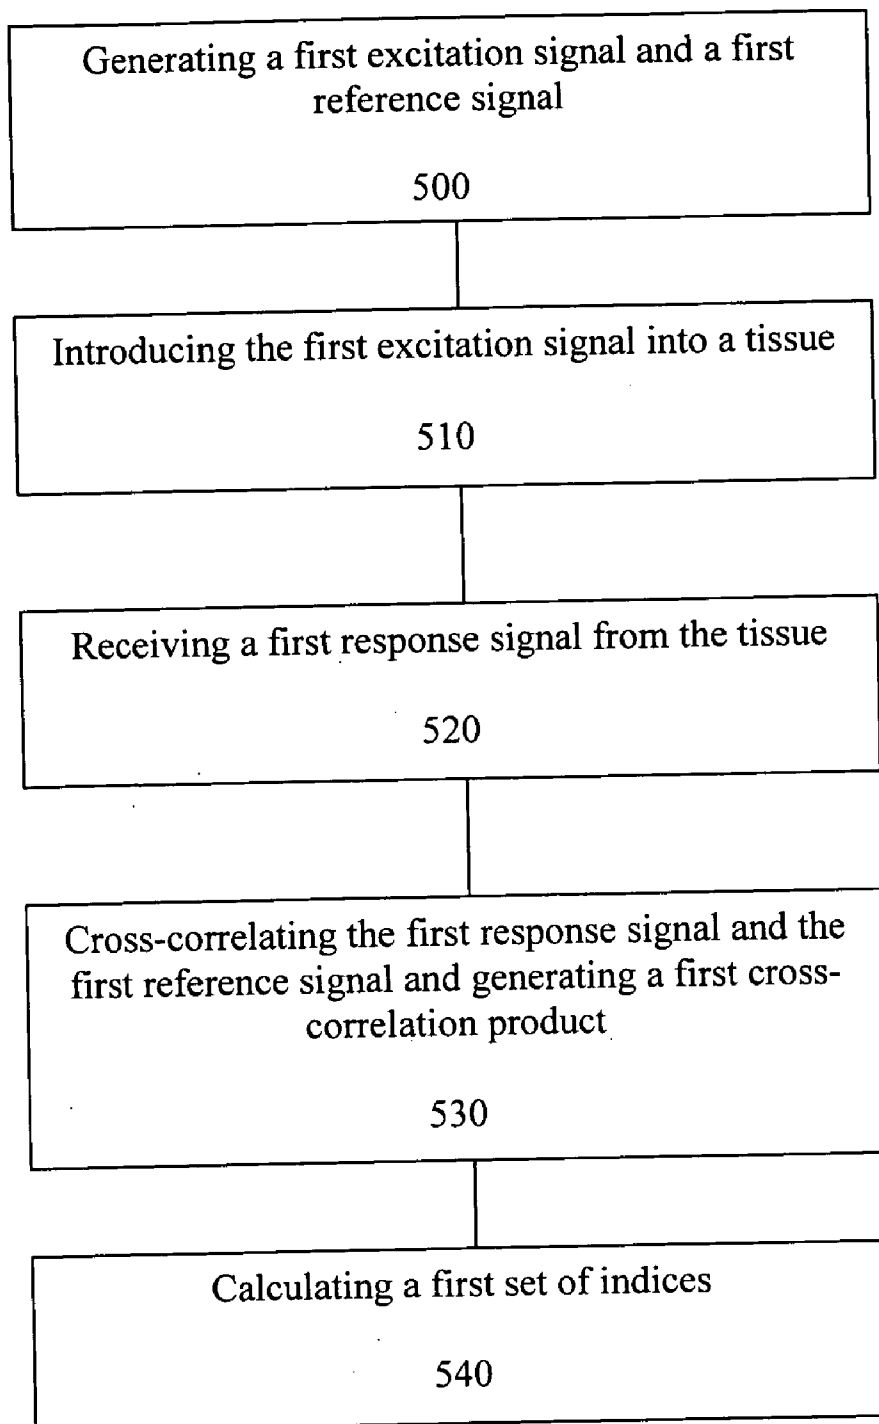 Generating a first excitation signal and a first
reference signal
500
Introducing the first excitation signal into a tissue
510
Receiving a first response signal from the tissue
520
Cross-correlating the first response signal and the
first reference signal and generating a first cross-
correlation product
530
Calculating a first set of indices
540